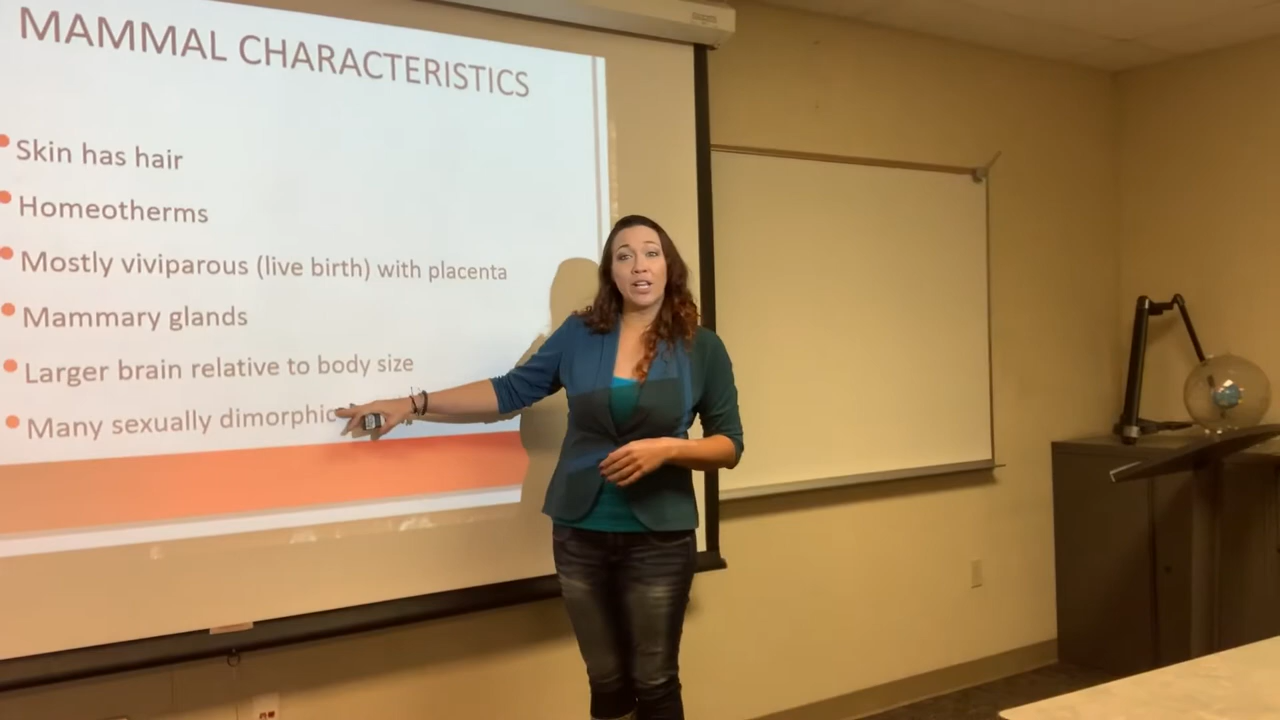 MAMMAL CHARACTERISTICS
Skin has hair
Homeotherms
Mostly viviparous (live birth) with placenta
Mammary glands
Larger brain relative to body size
Many sexually dimorphic